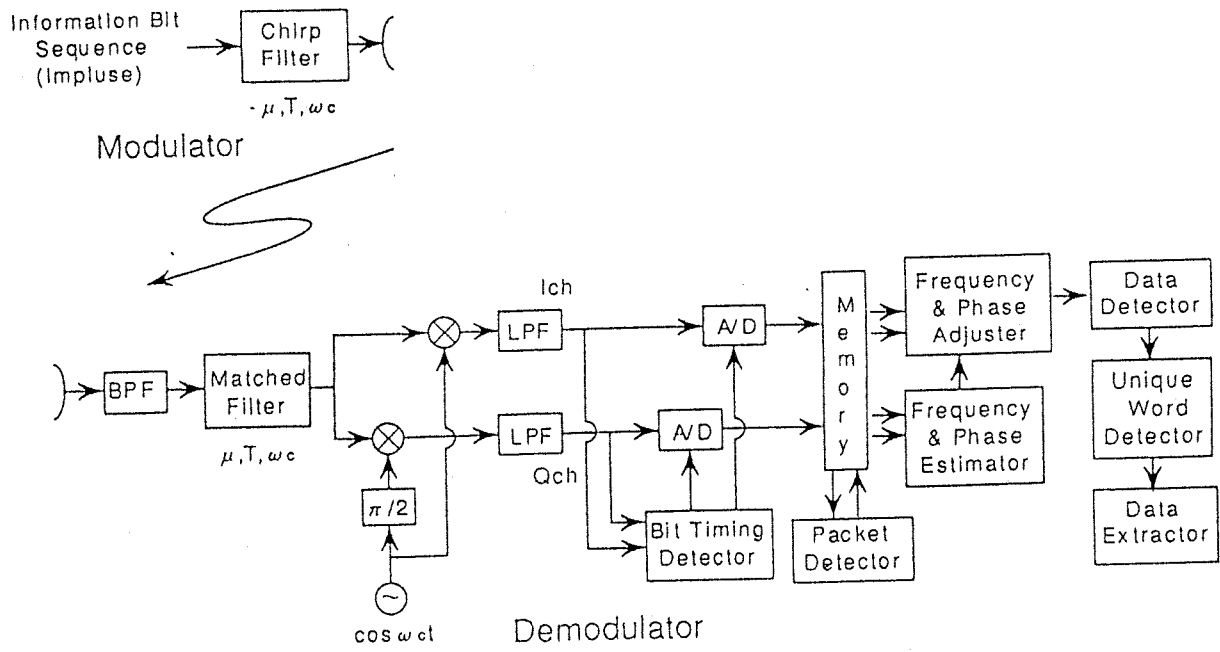 Information Bit
Sequence
(Impluse)
Chirp
Filter
- μ,T,ωc
Modulator
BPF
Matched
Filter
μ,T,ωc
π/2
~
cos ωct
Ich
LPF
LPF
Qch
A/D
A/D
Bit Timing
Detector
Memory
Packet
Detector
Frequency
& Phase
Adjuster
Frequency
& Phase
Estimator
Data
Detector
Unique
Word
Detector
Data
Extractor
Demodulator